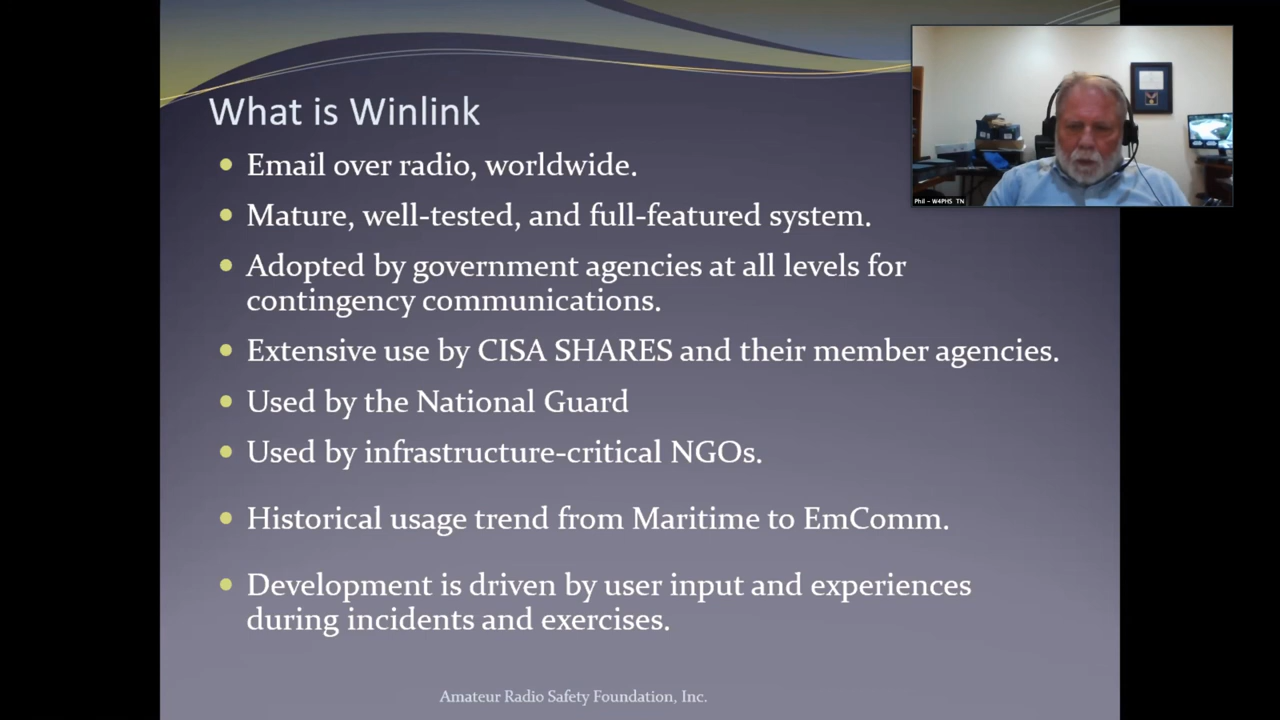 What is Winlink
Email over radio, worldwide.
Mature, well-tested, and full-featured system.
Adopted by government agencies at all levels for
contingency communications.
Extensive use by CISA SHARES and their member agencies.
Used by the National Guard
Used by infrastructure-critical NGOs.
Historical usage trend from Maritime to EmComm.
Development is driven by user input and experiences
during incidents and exercises.
Amateur Radio Safety Foundation, Inc.
Phil - W4PHS TN